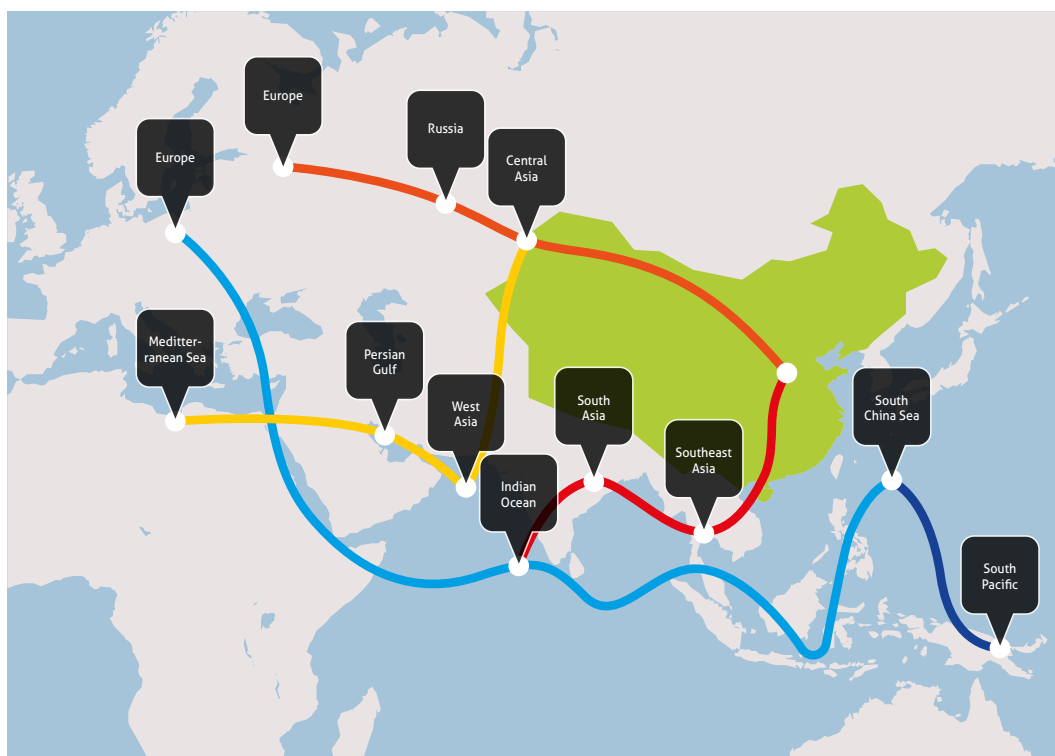 Europe
Russia
Central
Asia
Europe
Mediter-
ranean Sea
Persian
Gulf
West
Asia
South
Asia
South
China Sea
Southeast
Asia
Indian
Ocean
South
Pacific